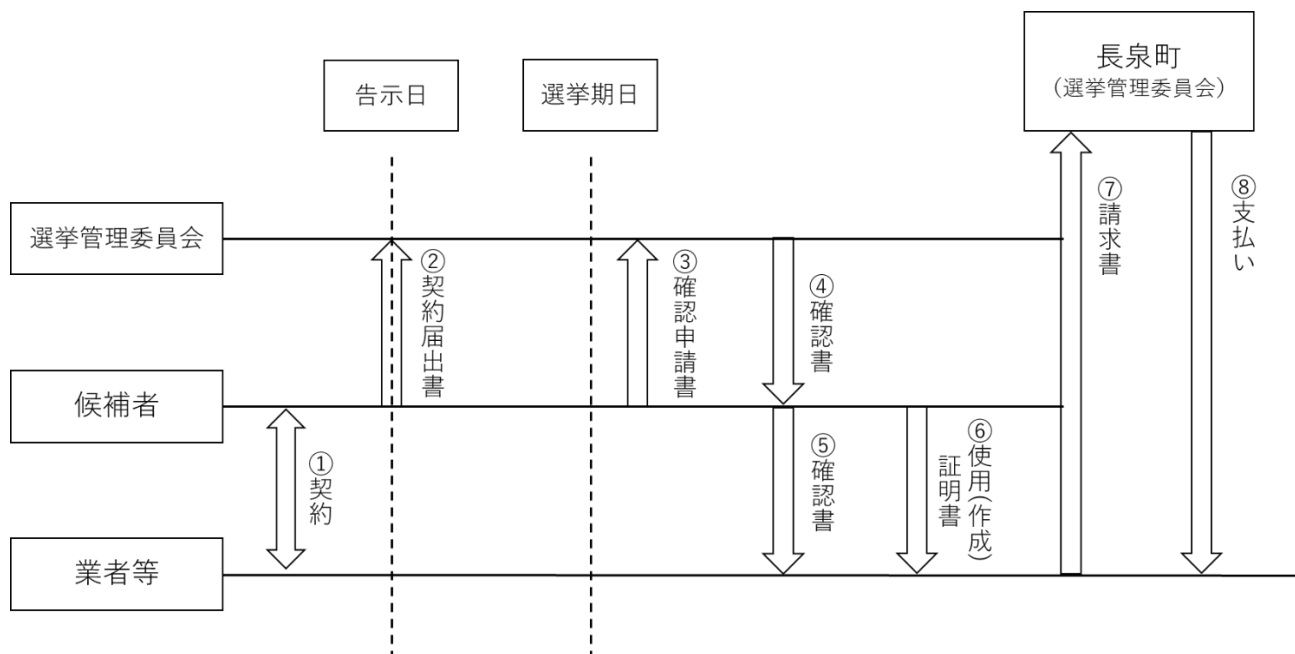 告示日
選挙期日
長泉町
（選挙管理委員会）
選挙管理委員会
候補者
業者等
①契約
②契約届出書
③確認申請書
④確認書
⑤確認書
⑥使用(作成)
証明書
⑦請求書
⑧支払い